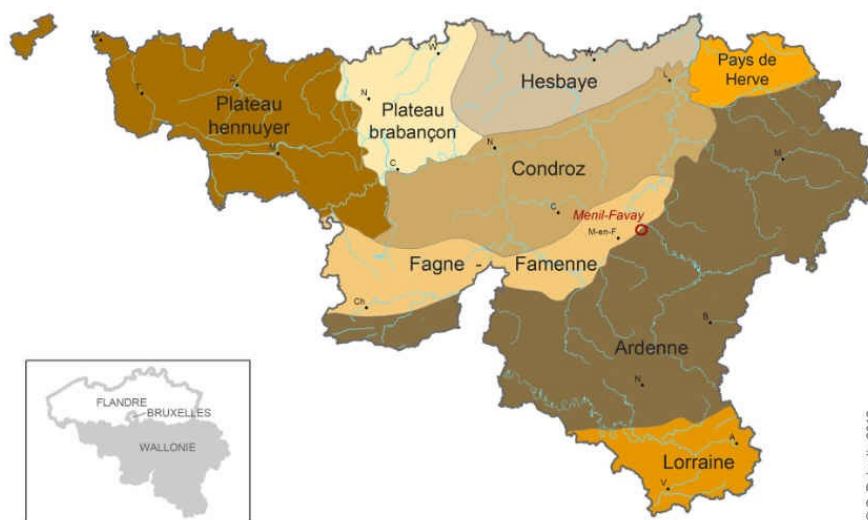 W
Hesbaye
Pays de
Herve
Plateau
hennuyer
N
Plateau
brabançon
M
N
C
Condroz
M
C
Menil-Favay
M-en-F
Fagne
Famenne
Ch
B
Ardenne
N
FLANDRE
BRUXELLES
WALLONIE
A
Lorraine
V